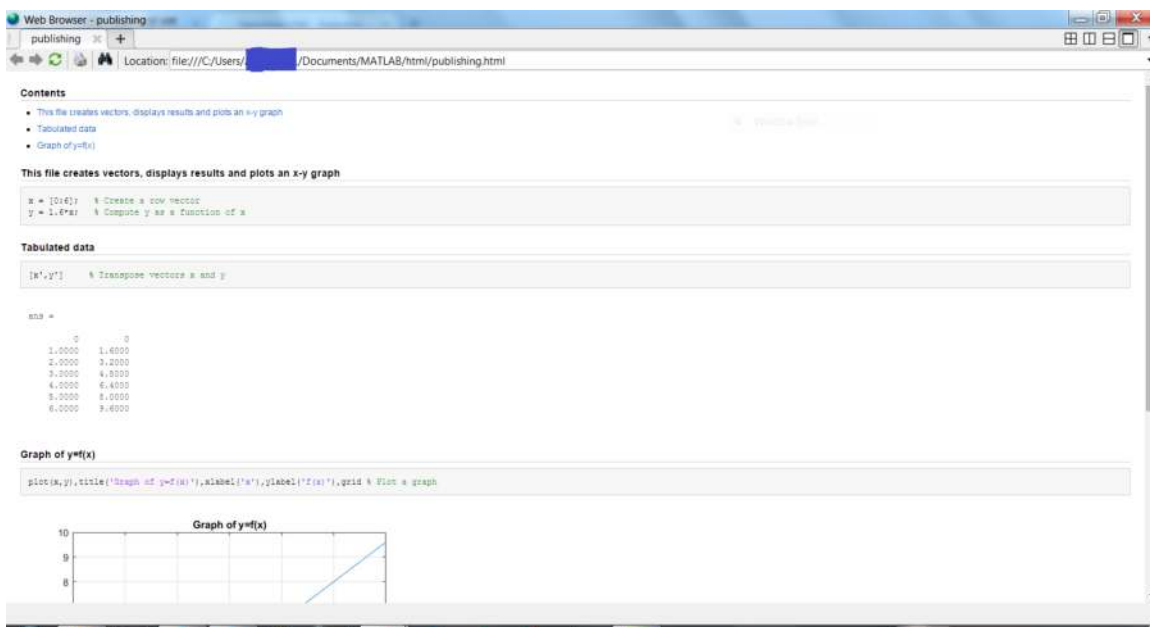 Web Browser - publishing
publishing
Location: file:///C:/Users/ /Documents/MATLAB/html/publishing.html
Contents
This file creates vectors, displays results and plots an x-y graph
Tabulated data
Graph of y=f(x)
This file creates vectors, displays results and plots an x-y graph
x = [0:6]; % Create a row vector
y = 1.6*x; % Compute y as a function of x
Tabulated data
[x',y'] % Transpose vectors x and y
ans =
0 0
1.0000 1.6000
2.0000 3.2000
3.0000 4.8000
4.0000 6.4000
5.0000 8.0000
6.0000 9.6000
Graph of y=f(x)
plot(x,y),title('Graph of y=f(x)'),xlabel('x'),ylabel('f(x)'),grid % Plot a graph
Graph of y=f(x)
10
9
8